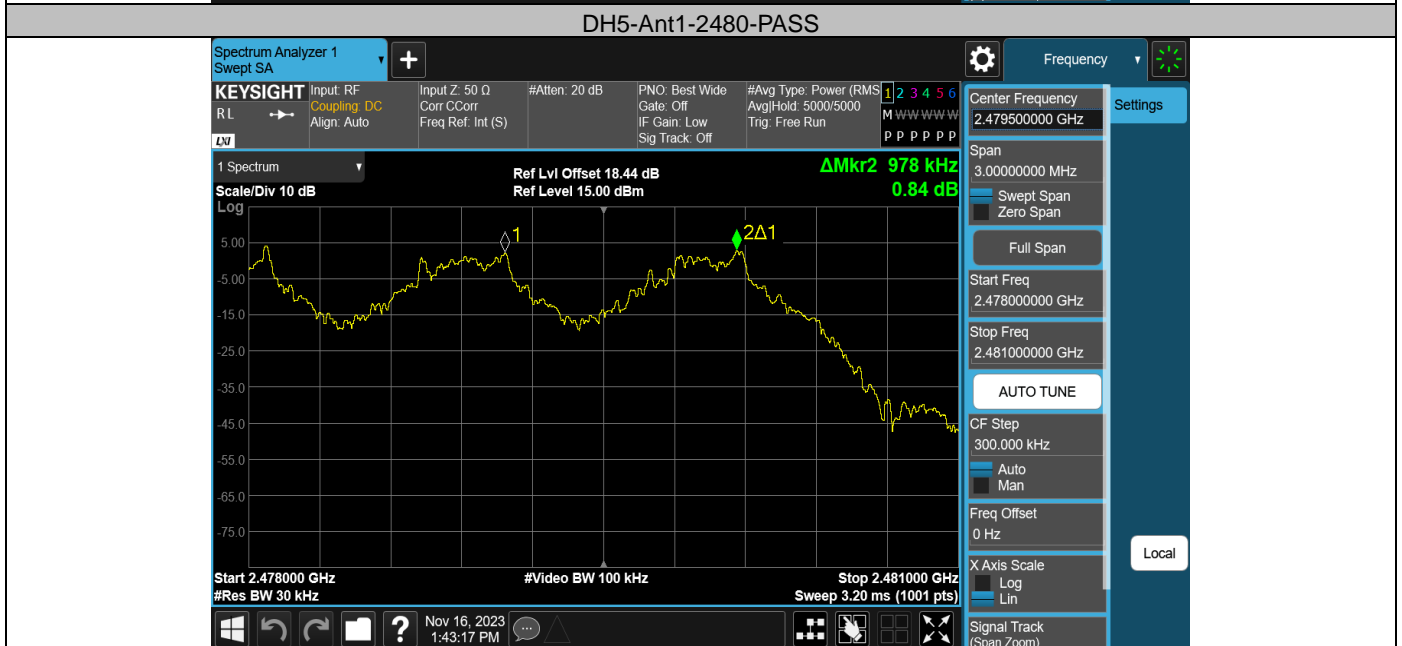 DH5-Ant1-2480-PASS
Spectrum Analyzer 1
Swept SA
Frequency
KEYSIGHT
RL
LXI
Input: RF
Coupling: DC
Align: Auto
Input Z: 50 Ω
Corr CCorr
Freq Ref: Int (S)
#Atten: 20 dB
PNO: Best Wide
Gate: Off
IF Gain: Low
Sig Track: Off
#Avg Type: Power (RMS
Avg|Hold: 5000/5000
Trig: Free Run
1 2 3 4 5 6
M W W W W W
P P P P P P
1 Spectrum
Scale/Div 10 dB
Log
Ref Lvl Offset 18.44 dB
Ref Level 15.00 dBm
ΔMkr2 978 kHz
0.84 dB
1
2Δ1
5.00
-5.00
-15.0
-25.0
-35.0
-45.0
-55.0
-65.0
-75.0
Start 2.478000 GHz
#Res BW 30 kHz
#Video BW 100 kHz
Stop 2.481000 GHz
Sweep 3.20 ms (1001 pts)
?
Nov 16, 2023
1:43:17 PM
Center Frequency
2.479500000 GHz
Span
3.00000000 MHz
Swept Span
Zero Span
Full Span
Start Freq
2.478000000 GHz
Stop Freq
2.481000000 GHz
AUTO TUNE
CF Step
300.000 kHz
Auto
Man
Freq Offset
0 Hz
X Axis Scale
Log
Lin
Signal Track
(Span Zoom)
Settings
Local